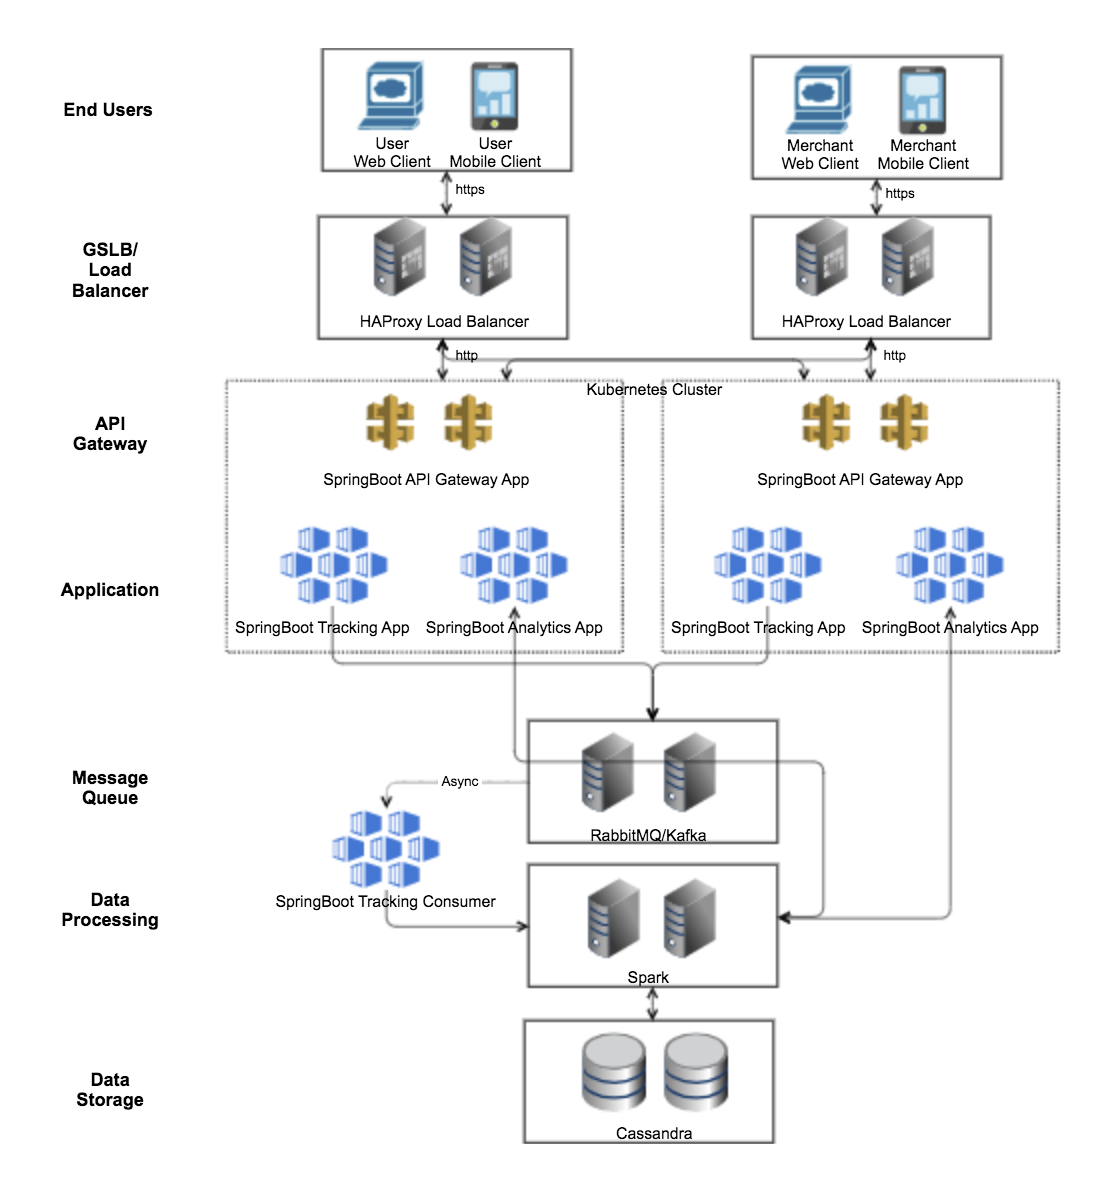 End Users
User
Web Client
User
Mobile Client
Merchant
Web Client
Merchant
Mobile Client
https
https
GSLB/
Load
Balancer
HAProxy Load Balancer
HAProxy Load Balancer
http
http
Kubernetes Cluster
API
Gateway
SpringBoot API Gateway App
SpringBoot API Gateway App
Application
SpringBoot Tracking App
SpringBoot Analytics App
SpringBoot Tracking App
SpringBoot Analytics App
Message
Queue
Async
RabbitMQ/Kafka
Data
Processing
SpringBoot Tracking Consumer
Spark
Data
Storage
Cassandra